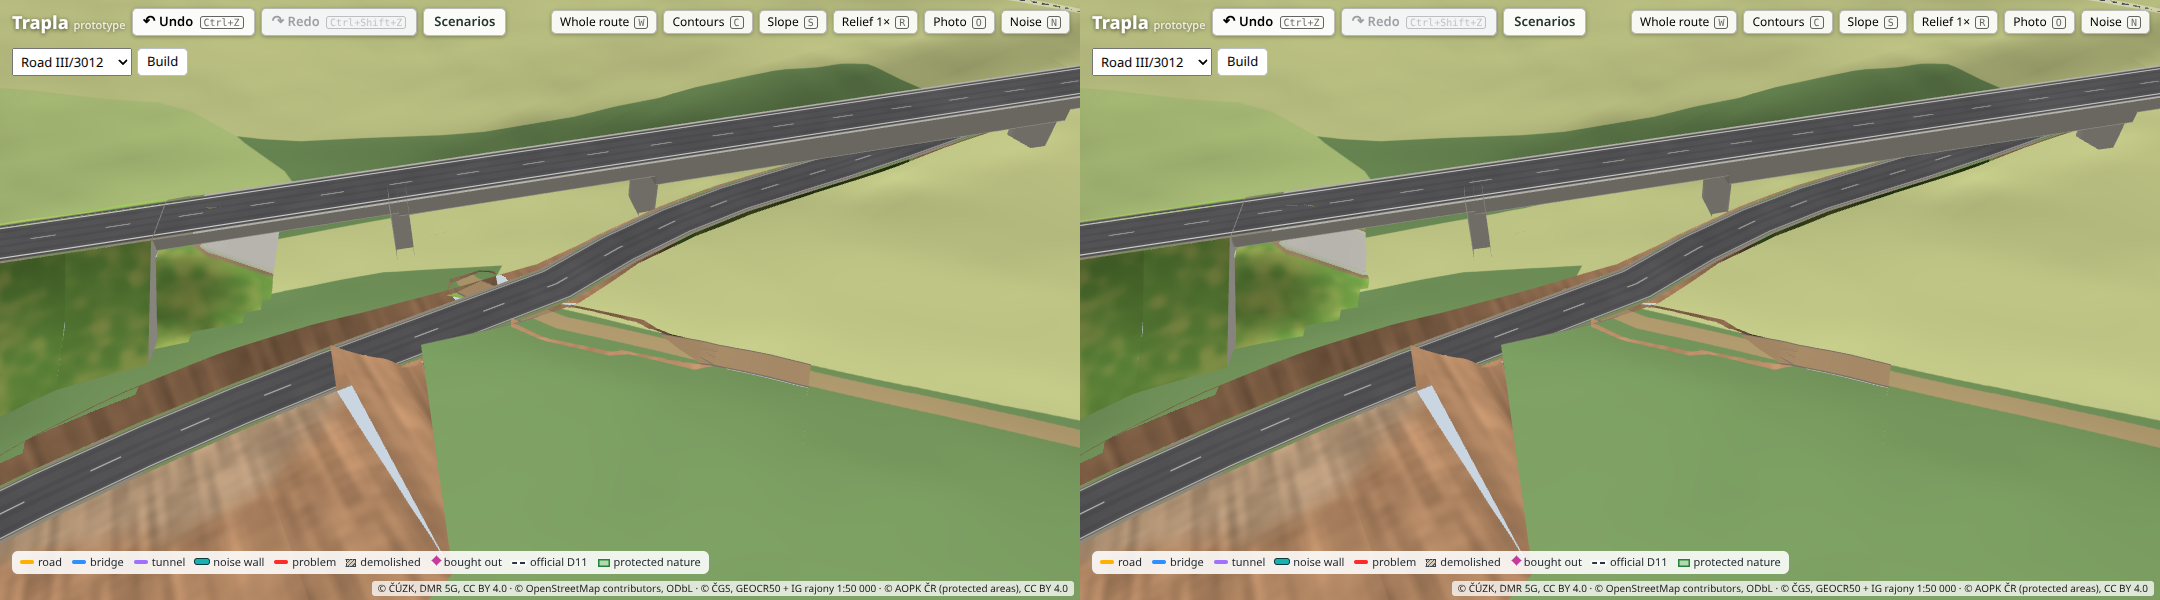 Trapla prototype ↶ Undo Ctrl+Z ↷ Redo Ctrl+Shift+Z Scenarios Whole route W Contours C Slope S Relief 1× R Photo O Noise N
Road III/3012 Build
road bridge tunnel noise wall problem demolished bought out official D11 protected nature
© ČÚZK, DMR 5G, CC BY 4.0 · © OpenStreetMap contributors, ODbL · © ČGS, GEOCR50 + IG rajony 1:50 000 · © AOPK ČR (protected areas), CC BY 4.0
Trapla prototype ↶ Undo Ctrl+Z ↷ Redo Ctrl+Shift+Z Scenarios Whole route W Contours C Slope S Relief 1× R Photo O Noise N
Road III/3012 Build
road bridge tunnel noise wall problem demolished bought out official D11 protected nature
© ČÚZK, DMR 5G, CC BY 4.0 · © OpenStreetMap contributors, ODbL · © ČGS, GEOCR50 + IG rajony 1:50 000 · © AOPK ČR (protected areas), CC BY 4.0